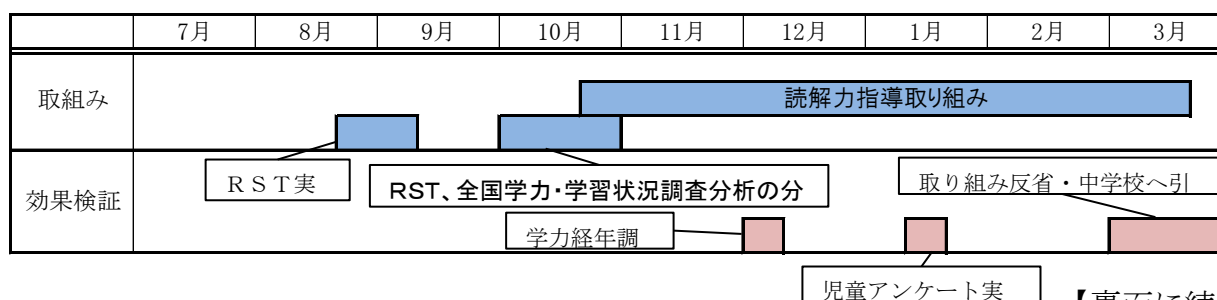 7月 8月 9月 10月 11月 12月 1月 2月 3月
取組み
読解力指導取り組み
RST実
RST、全国学力・学習状況調査分析の分
効果検証
取り組み反省・中学校へ引
学力経年調
児童アンケート実
【裏面に続